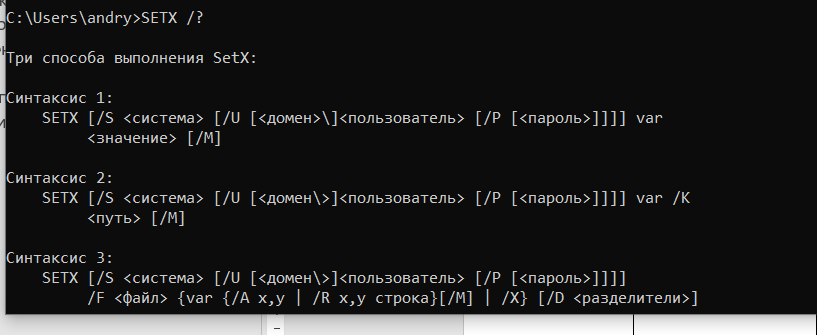 C:\Users\andry>SETX /?
Три способа выполнения SetX:
Синтаксис 1:
SETX [/S <система> [/U [<домен>\]<пользователь> [/P [<пароль>]]]] var
<значение> [/M]
Синтаксис 2:
SETX [/S <система> [/U [<домен\>]<пользователь> [/P [<пароль>]]]] var /K
<путь> [/M]
Синтаксис 3:
SETX [/S <система> [/U [<домен\>]<пользователь> [/P [<пароль>]]]]
/F <файл> {var {/A x,y | /R x,y строка}[/M] | /X} [/D <разделители>]